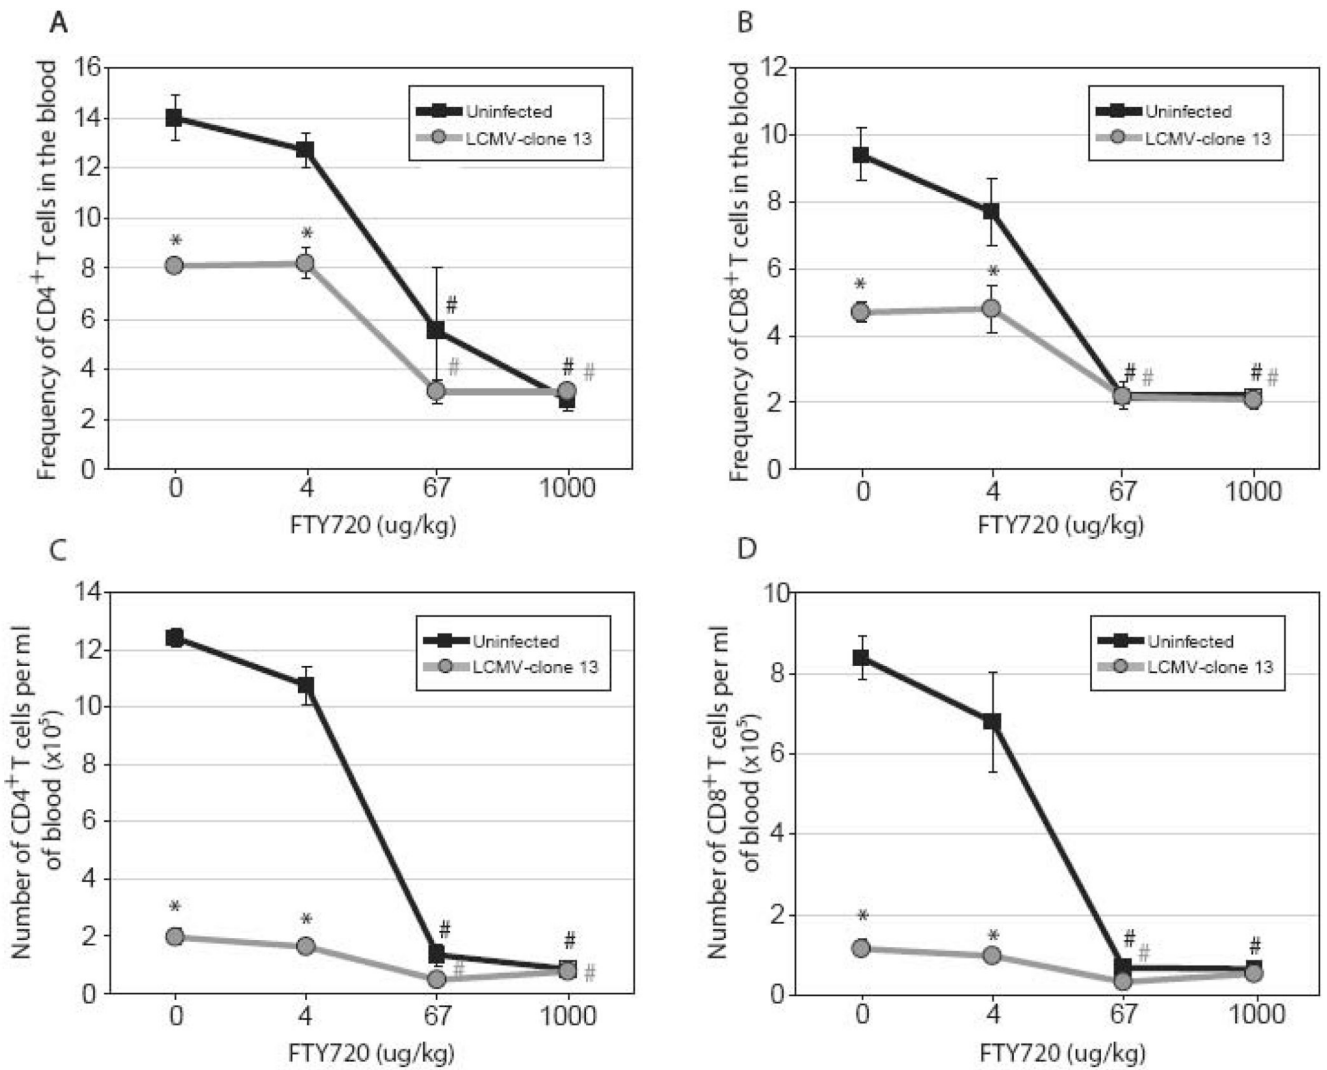 A
Frequency of CD4+ T cells in the blood
16
14
12
10
8
6
4
2
0
Uninfected
LCMV-clone 13
*
*
#
#
#
#
0 4 67 1000
FTY720 (ug/kg)
B
Frequency of CD8+ T cells in the blood
12
10
8
6
4
2
0
Uninfected
LCMV-clone 13
*
*
# #
# #
0 4 67 1000
FTY720 (ug/kg)
C
Number of CD4+ T cells per ml
of blood (x10⁵)
14
12
10
8
6
4
2
0
Uninfected
LCMV-clone 13
*
*
#
#
#
#
0 4 67 1000
FTY720 (ug/kg)
D
Number of CD8+ T cells per ml
of blood (x10⁵)
10
8
6
4
2
0
Uninfected
LCMV-clone 13
*
*
#
#
#
0 4 67 1000
FTY720 (ug/kg)